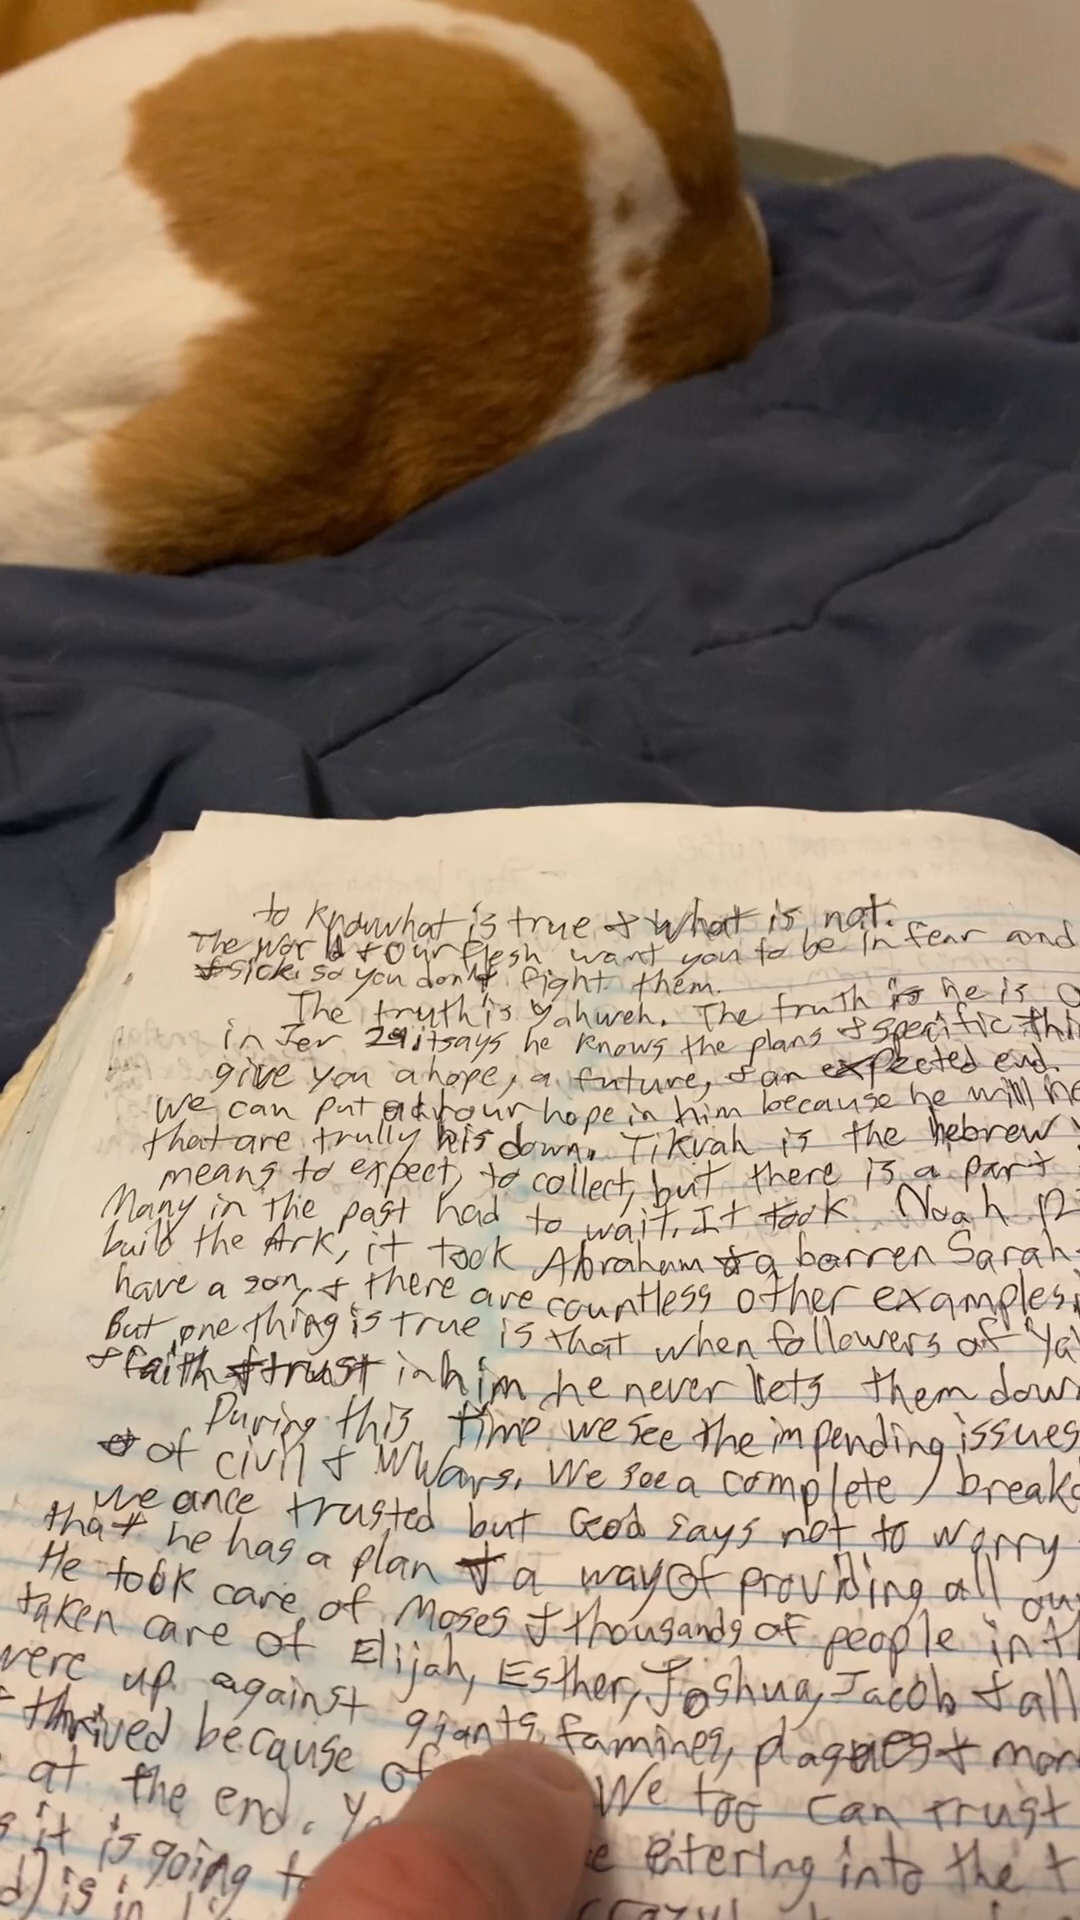 to know what is true & what is not.
The world & our flesh want you to be in fear and
sick so you don't fight them.
The truth is Yahweh. The truth is he is
in Jer 29 it says he knows the plans & specific
give you a hope, a future, & an expected end.
we can put our hope in him because he will
that are trully his down. Tikvah is the hebrew
means to expect, to collect, but there is a part
Many in the past had to wait. It took Noah
build the Ark, it took Abraham & a barren Sarah
have a son, & there are countless other examples
But one thing is true is that when followers of
& faith & trust in him he never lets them down
During this time we see the impending issues
of civil & WWars. We see a complete
we once trusted but God says not to worry
that he has a plan & a way of providing all
He took care of Moses & thousands of people in
taken care of Elijah, Esther, Joshua, Jacob & all
were up against giants, famines, plagues &
thrived because of
at the end. We too can trust
it is going entering into the
is in